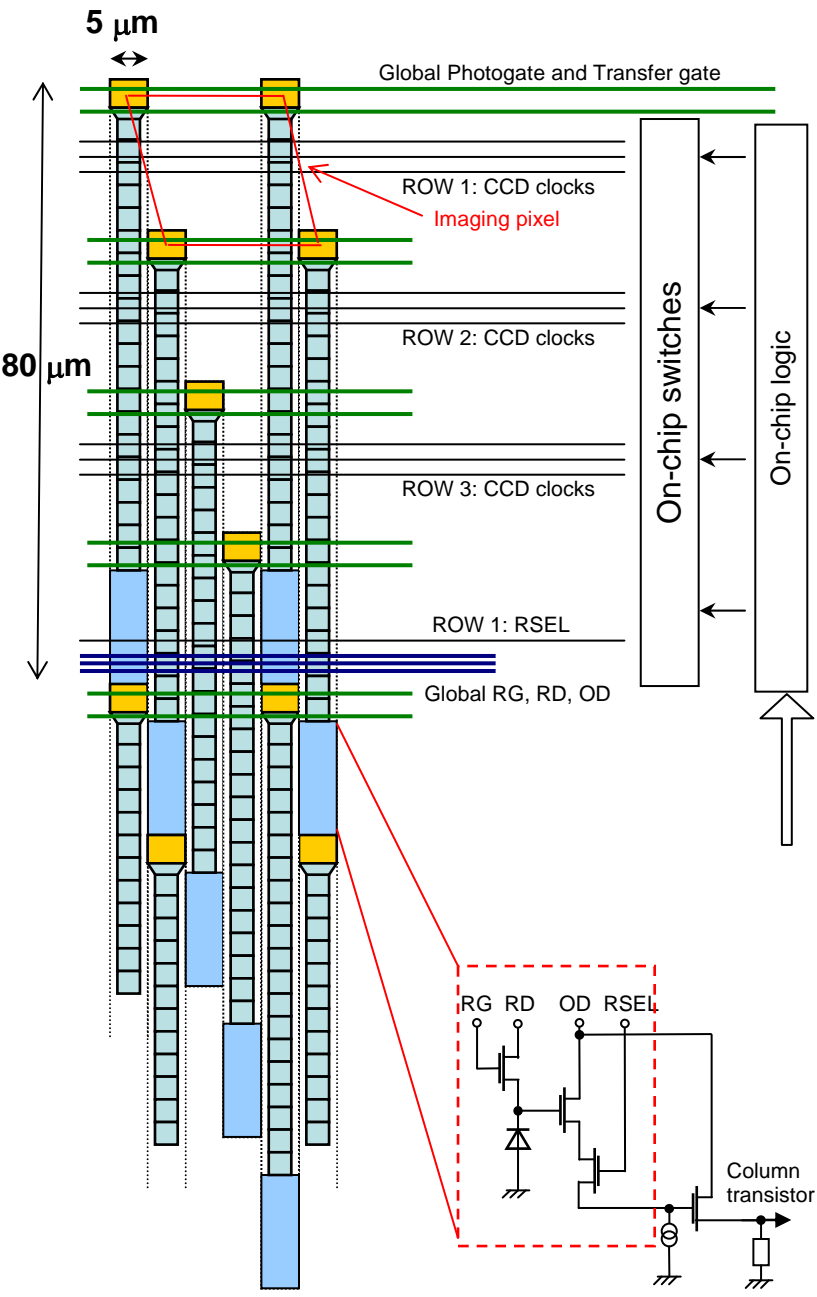 5 μm
Global Photogate and Transfer gate
ROW 1: CCD clocks
Imaging pixel
ROW 2: CCD clocks
80 μm
ROW 3: CCD clocks
On-chip switches
On-chip logic
ROW 1: RSEL
Global RG, RD, OD
RG RD OD RSEL
Column
transistor